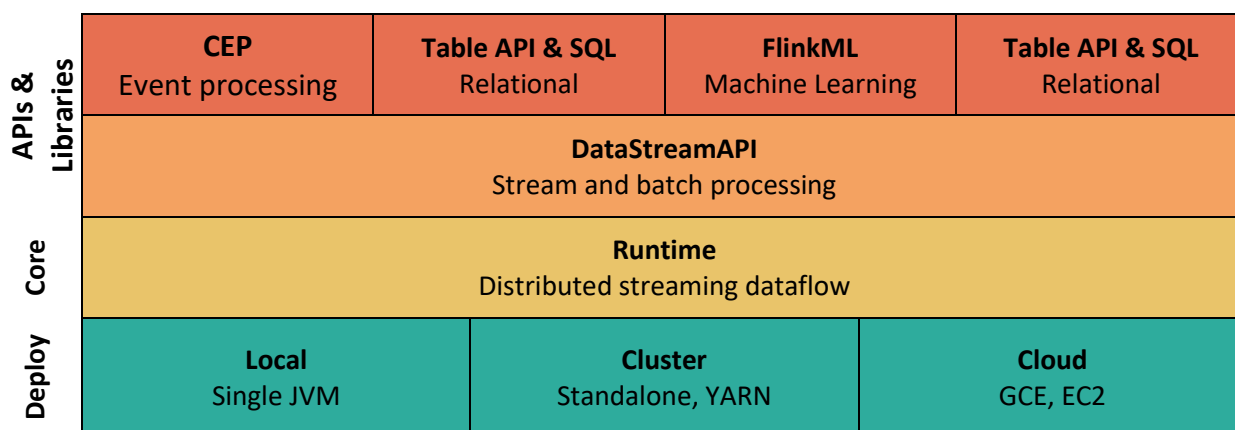 APIs &
Libraries
CEP
Event processing
Table API & SQL
Relational
FlinkML
Machine Learning
Table API & SQL
Relational
DataStreamAPI
Stream and batch processing
Core
Runtime
Distributed streaming dataflow
Deploy
Local
Single JVM
Cluster
Standalone, YARN
Cloud
GCE, EC2